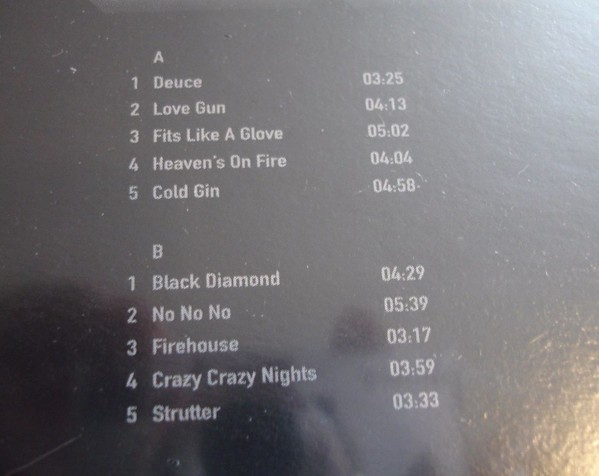 A
1 Deuce 03:25
2 Love Gun 04:13
3 Fits Like A Glove 05:02
4 Heaven's On Fire 04:04
5 Cold Gin 04:58
B
1 Black Diamond 04:29
2 No No No 05:39
3 Firehouse 03:17
4 Crazy Crazy Nights 03:59
5 Strutter 03:33